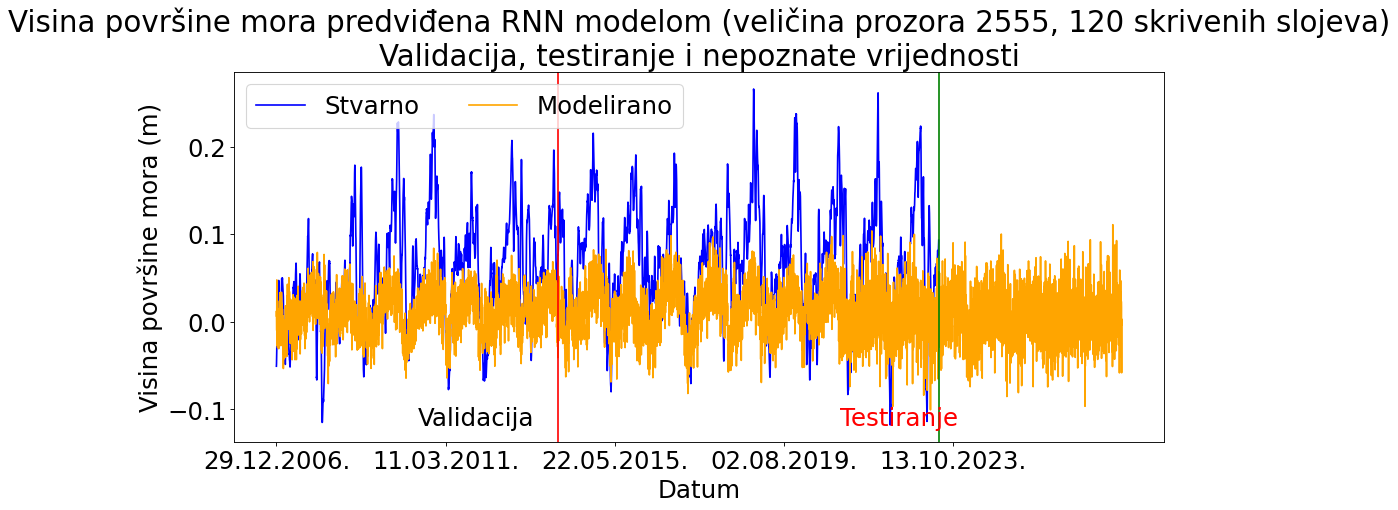 Visina površine mora predviđena RNN modelom (veličina prozora 2555, 120 skrivenih slojeva)
Validacija, testiranje i nepoznate vrijednosti
Stvarno Modelirano
Visina površine mora (m)
0.2
0.1
0.0
−0.1
Validacija Testiranje
29.12.2006. 11.03.2011. 22.05.2015. 02.08.2019. 13.10.2023.
Datum